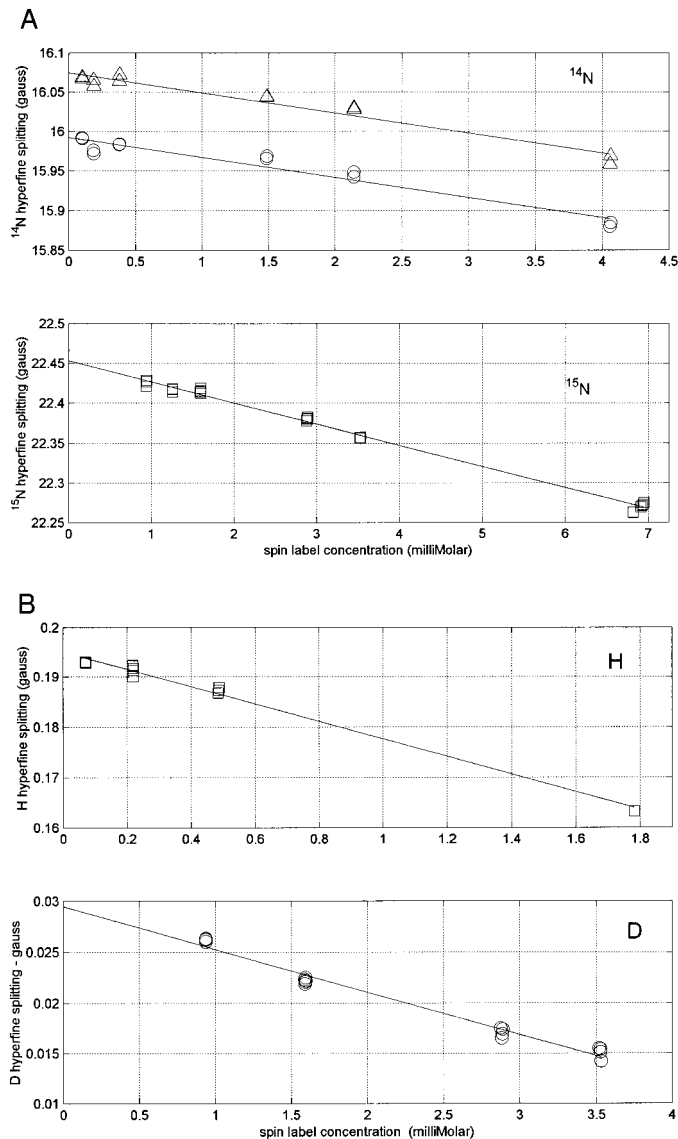 A
16.1
16.05
16
15.95
15.9
15.85
¹⁴N hyperfine splitting (gauss)
¹⁴N
0 0.5 1 1.5 2 2.5 3 3.5 4 4.5
22.5
22.45
22.4
22.35
22.3
22.25
¹⁵N hyperfine splitting (gauss)
¹⁵N
0 1 2 3 4 5 6 7
spin label concentration (milliMolar)
B
0.2
0.19
0.18
0.17
0.16
H hyperfine splitting (gauss)
H
0 0.2 0.4 0.6 0.8 1 1.2 1.4 1.6 1.8
0.03
0.025
0.02
0.015
0.01
D hyperfine splitting - gauss
D
0 0.5 1 1.5 2 2.5 3 3.5 4
spin label concentration (milliMolar)